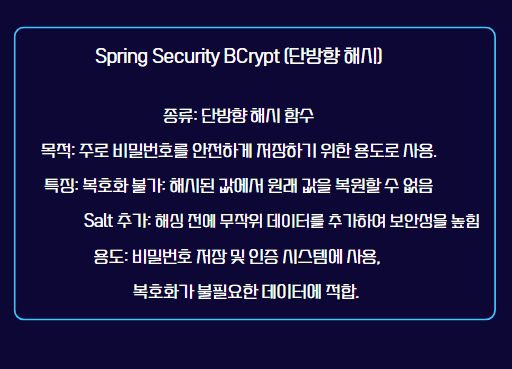 Spring Security BCrypt (단방향 해시)
종류: 단방향 해시 함수
목적: 주로 비밀번호를 안전하게 저장하기 위한 용도로 사용.
특징: 복호화 불가: 해시된 값에서 원래 값을 복원할 수 없음
Salt 추가: 해싱 전에 무작위 데이터를 추가하여 보안성을 높힘
용도: 비밀번호 저장 및 인증 시스템에 사용,
복호화가 불필요한 데이터에 적합.